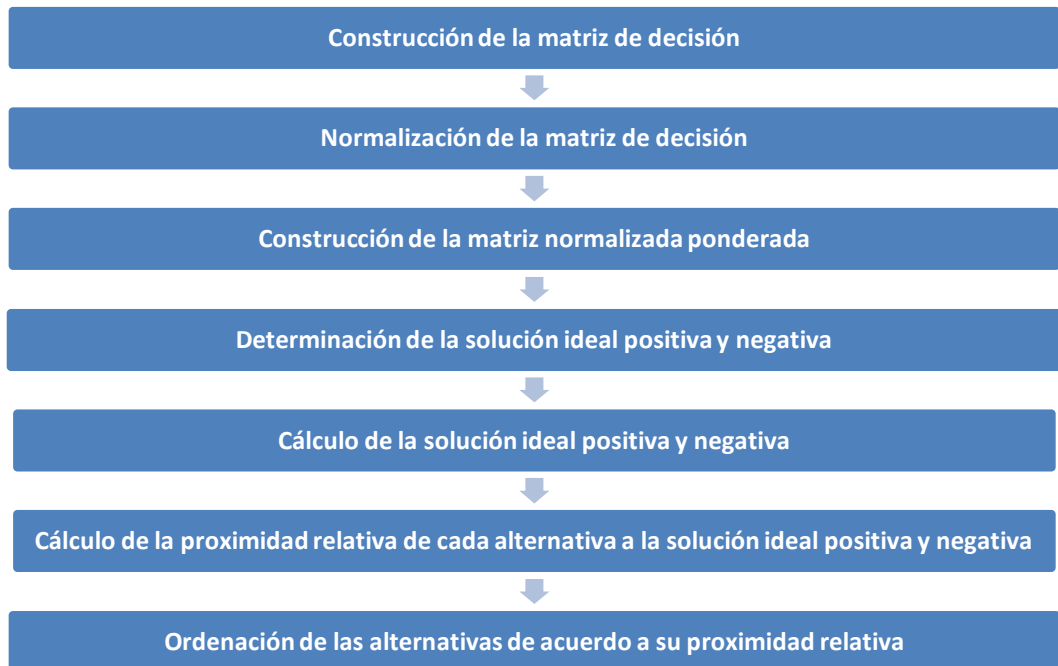 Construcción de la matriz de decisión
Normalización de la matriz de decisión
Construcción de la matriz normalizada ponderada
Determinación de la solución ideal positiva y negativa
Cálculo de la solución ideal positiva y negativa
Cálculo de la proximidad relativa de cada alternativa a la solución ideal positiva y negativa
Ordenación de las alternativas de acuerdo a su proximidad relativa